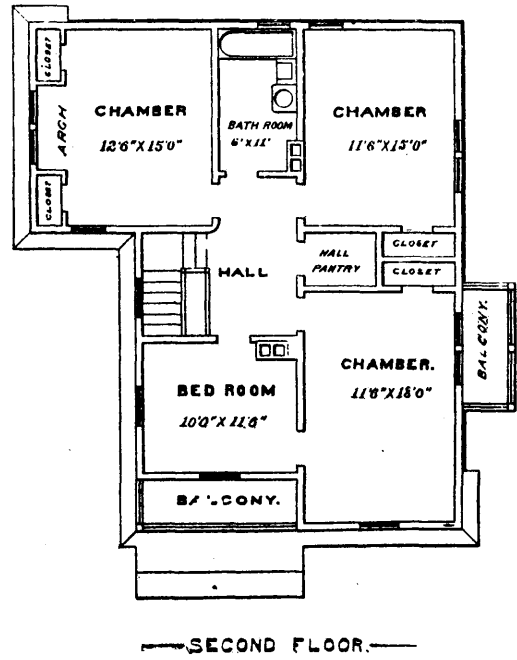 CLOSET
CHAMBER
12'6"X15'0"
ARCH
CLOSET
BATH ROOM
6'X11'
CHAMBER
11'6"X15'0"
HALL
HALL
PANTRY
CLOSET
CLOSET
BALCONY.
CHAMBER.
11'6"X18'0"
BED ROOM
10'0"X11'6"
BALCONY.
SECOND FLOOR.